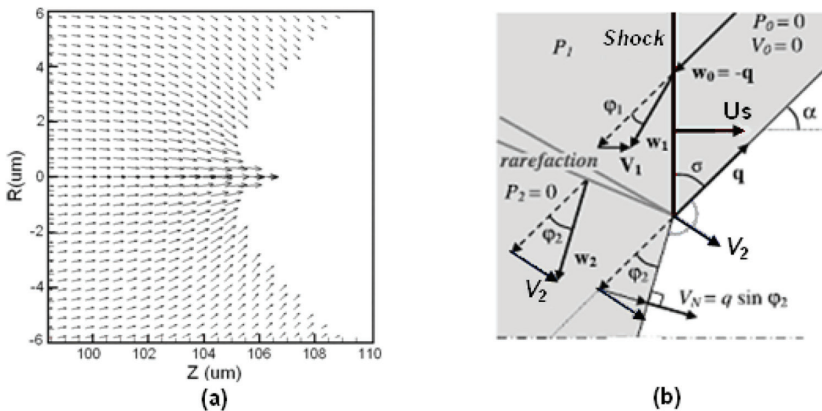 6
4
2
0
-2
-4
-6
R(um)
100
102
104
106
108
110
Z (um)
(a)
P₁
Shock
P₀ = 0
V₀ = 0
w₀ = -q
φ₁
w₁
V₁
Us
α
σ
q
rarefaction
P₂ = 0
φ₂
w₂
V₂
φ₂
V₂
V_N = q sin φ₂
(b)